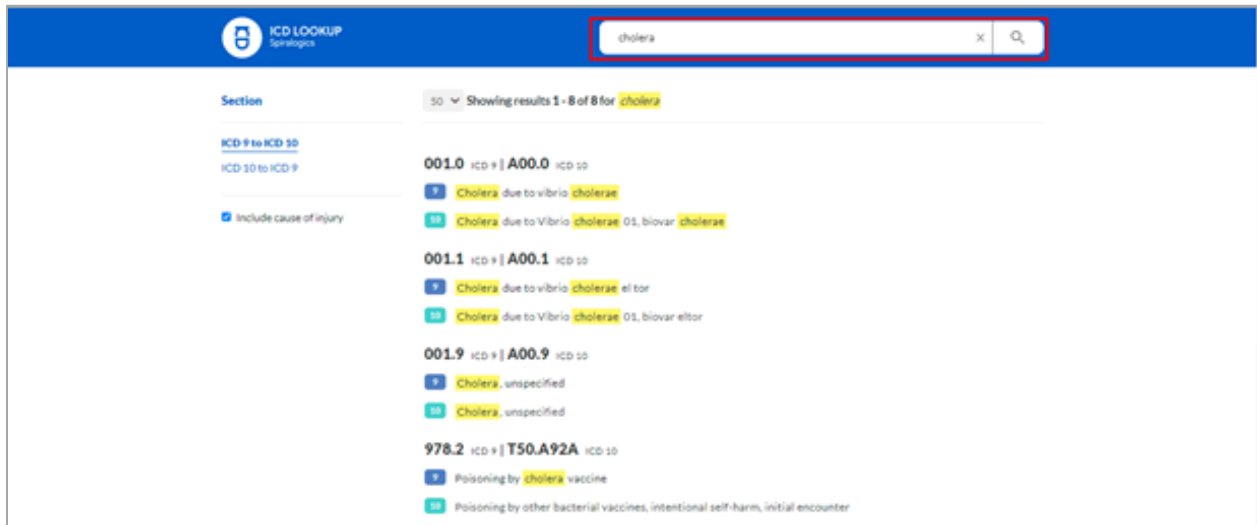 ICD LOOKUP
Spiralogics
cholera ×
Section
ICD 9 to ICD 10
ICD 10 to ICD 9
Include cause of injury
50 Showing results 1 - 8 of 8 for cholera
001.0 ICD 9 | A00.0 ICD 10
9 Cholera due to vibrio cholerae
10 Cholera due to Vibrio cholerae 01, biovar cholerae
001.1 ICD 9 | A00.1 ICD 10
9 Cholera due to vibrio cholerae el tor
10 Cholera due to Vibrio cholerae 01, biovar eltor
001.9 ICD 9 | A00.9 ICD 10
9 Cholera, unspecified
10 Cholera, unspecified
978.2 ICD 9 | T50.A92A ICD 10
9 Poisoning by cholera vaccine
10 Poisoning by other bacterial vaccines, intentional self-harm, initial encounter